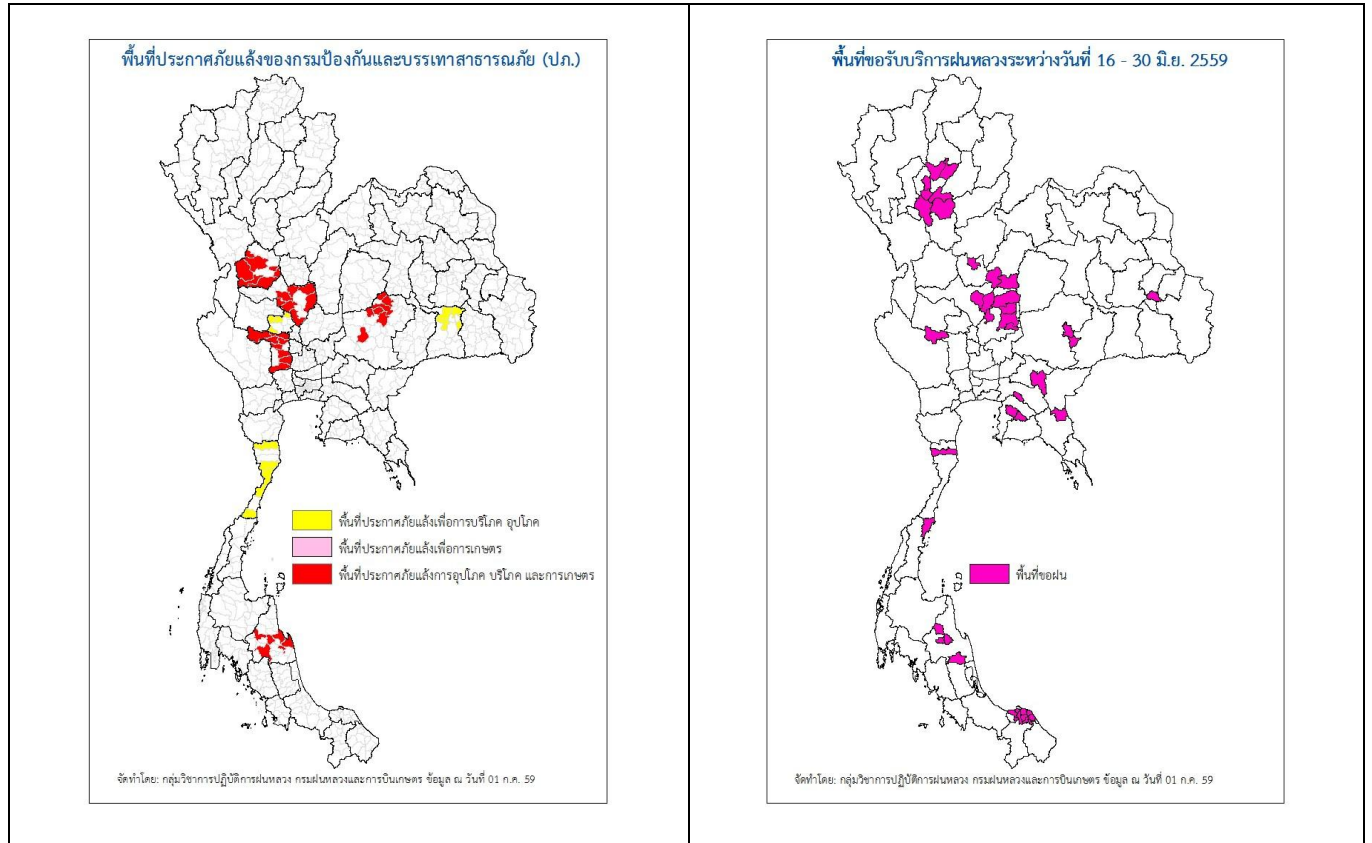 พื้นที่ประกาศภัยแล้งของกรมป้องกันและบรรเทาสาธารณภัย (ปภ.)
พื้นที่ประกาศภัยแล้งเพื่อการบริโภค อุปโภค
พื้นที่ประกาศภัยแล้งเพื่อการเกษตร
พื้นที่ประกาศภัยแล้งการอุปโภค บริโภค และการเกษตร
จัดทำโดย: กลุ่มวิชาการปฏิบัติการฝนหลวง กรมฝนหลวงและการบินเกษตร ข้อมูล ณ วันที่ 01 ก.ค. 59
พื้นที่ขอรับบริการฝนหลวงระหว่างวันที่ 16 - 30 มิ.ย. 2559
พื้นที่ขอฝน
จัดทำโดย: กลุ่มวิชาการปฏิบัติการฝนหลวง กรมฝนหลวงและการบินเกษตร ข้อมูล ณ วันที่ 01 ก.ค. 59